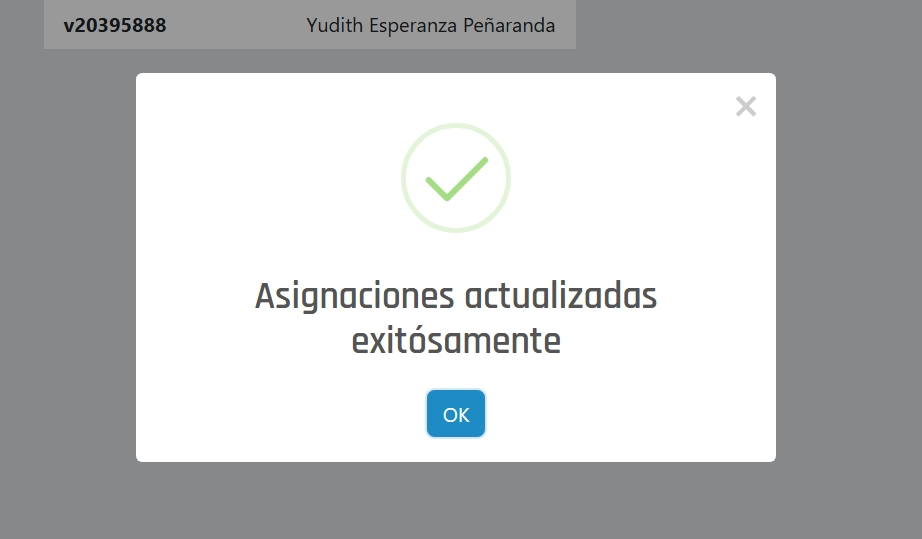 v20395888 Yudith Esperanza Peñaranda
Asignaciones actualizadas
exitósamente
OK